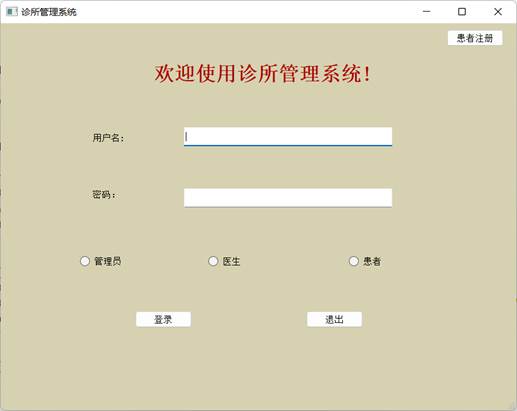 诊所管理系统
患者注册
欢迎使用诊所管理系统!
用户名:
密码:
管理员 医生 患者
登录 退出